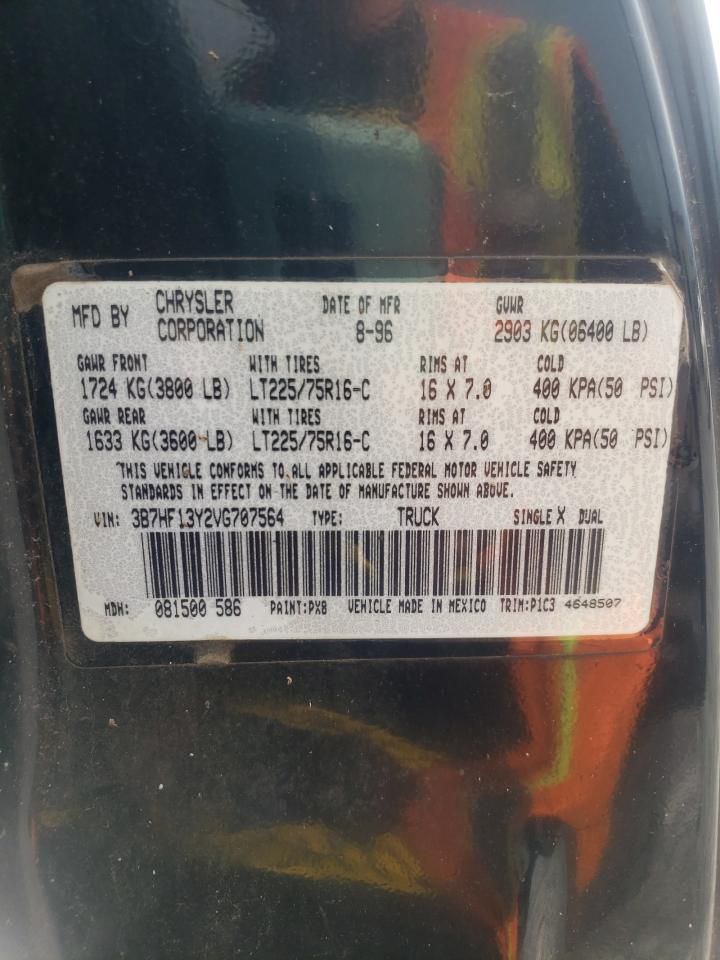 MFD BY CHRYSLER CORPORATION DATE OF MFR 8-96 GVWR 2903 KG(06400 LB)
GAWR FRONT WITH TIRES RIMS AT COLD
1724 KG(3800 LB) LT225/75R16-C 16 X 7.0 400 KPA(50 PSI)
GAWR REAR WITH TIRES RIMS AT COLD
1633 KG(3600 LB) LT225/75R16-C 16 X 7.0 400 KPA(50 PSI)
THIS VEHICLE CONFORMS TO ALL APPLICABLE FEDERAL MOTOR VEHICLE SAFETY
STANDARDS IN EFFECT ON THE DATE OF MANUFACTURE SHOWN ABOVE.
VIN: 3B7HF13Y2VG707564 TYPE: TRUCK SINGLE X DUAL
MDH: 081500 586 PAINT:PX8 VEHICLE MADE IN MEXICO TRIM:P1C3 4648507